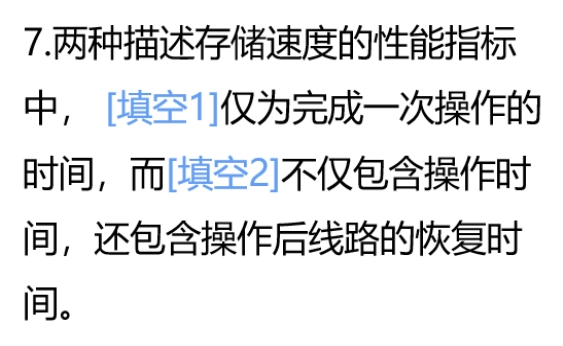 7.两种描述存储速度的性能指标
中， [填空1]仅为完成一次操作的
时间，而[填空2]不仅包含操作时
间，还包含操作后线路的恢复时
间。